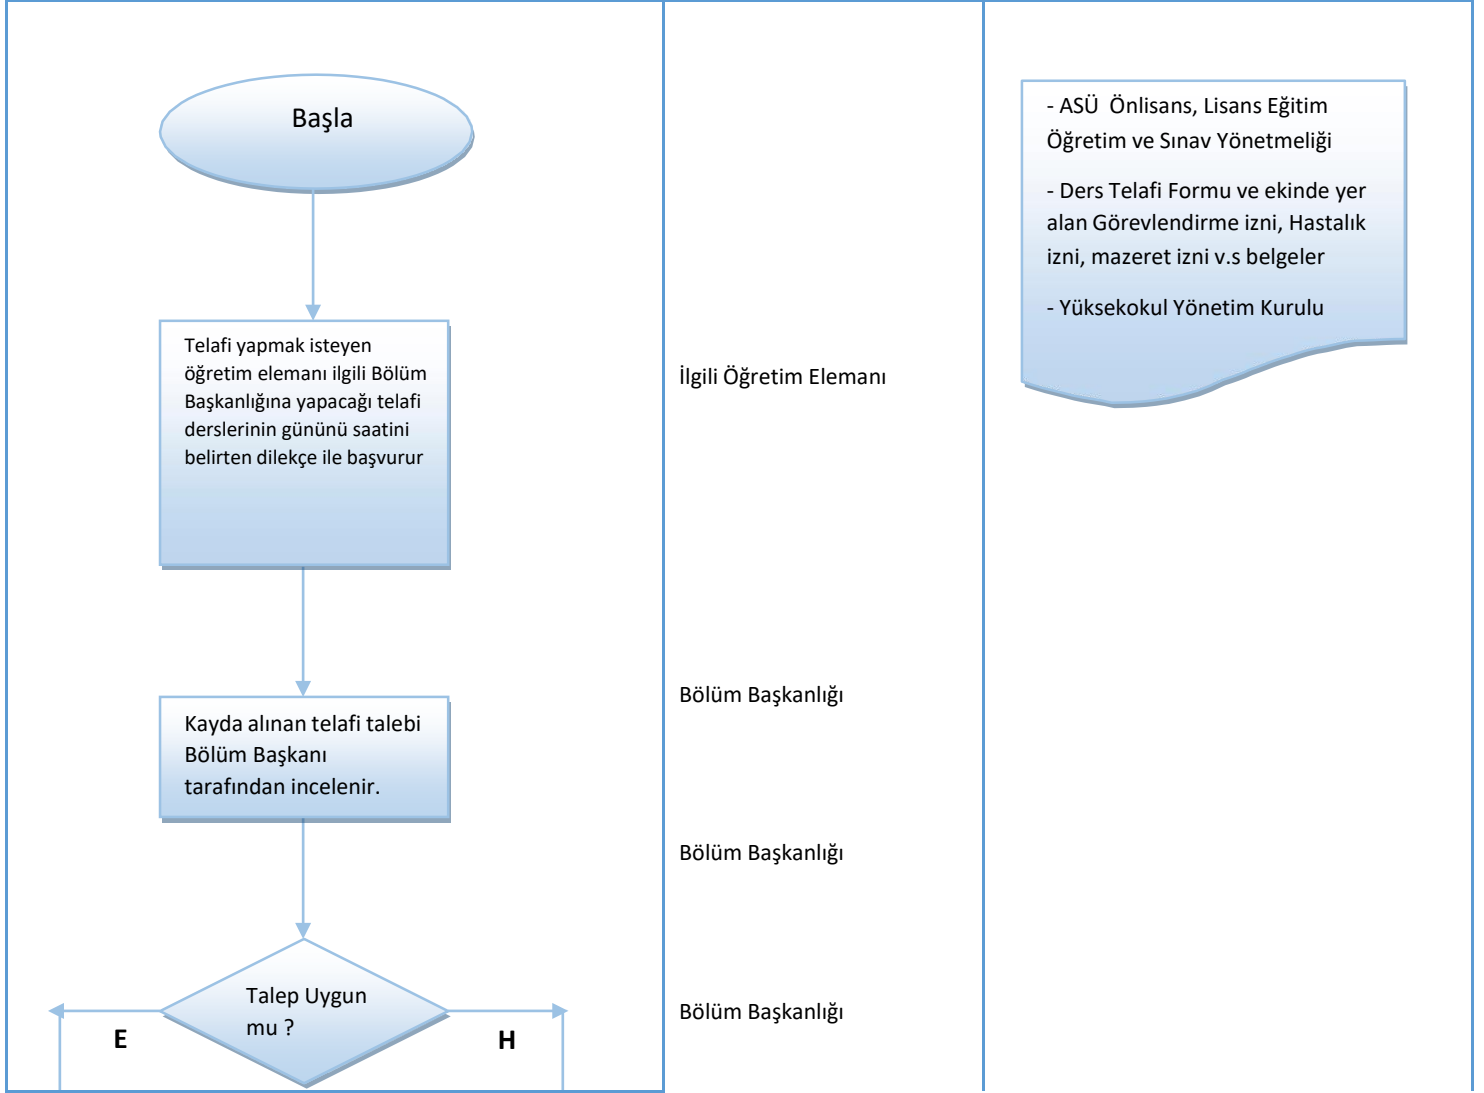 Başla
Telafi yapmak isteyen
öğretim elemanı ilgili Bölüm
Başkanlığına yapacağı telafi
derslerinin gününü saatini
belirten dilekçe ile başvurur
Kayda alınan telafi talebi
Bölüm Başkanı
tarafından incelenir.
Talep Uygun
mu ?
E
H
İlgili Öğretim Elemanı
Bölüm Başkanlığı
Bölüm Başkanlığı
Bölüm Başkanlığı
- ASÜ  Önlisans, Lisans Eğitim
Öğretim ve Sınav Yönetmeliği
- Ders Telafi Formu ve ekinde yer
alan Görevlendirme izni, Hastalık
izni, mazeret izni v.s belgeler
- Yüksekokul Yönetim Kurulu